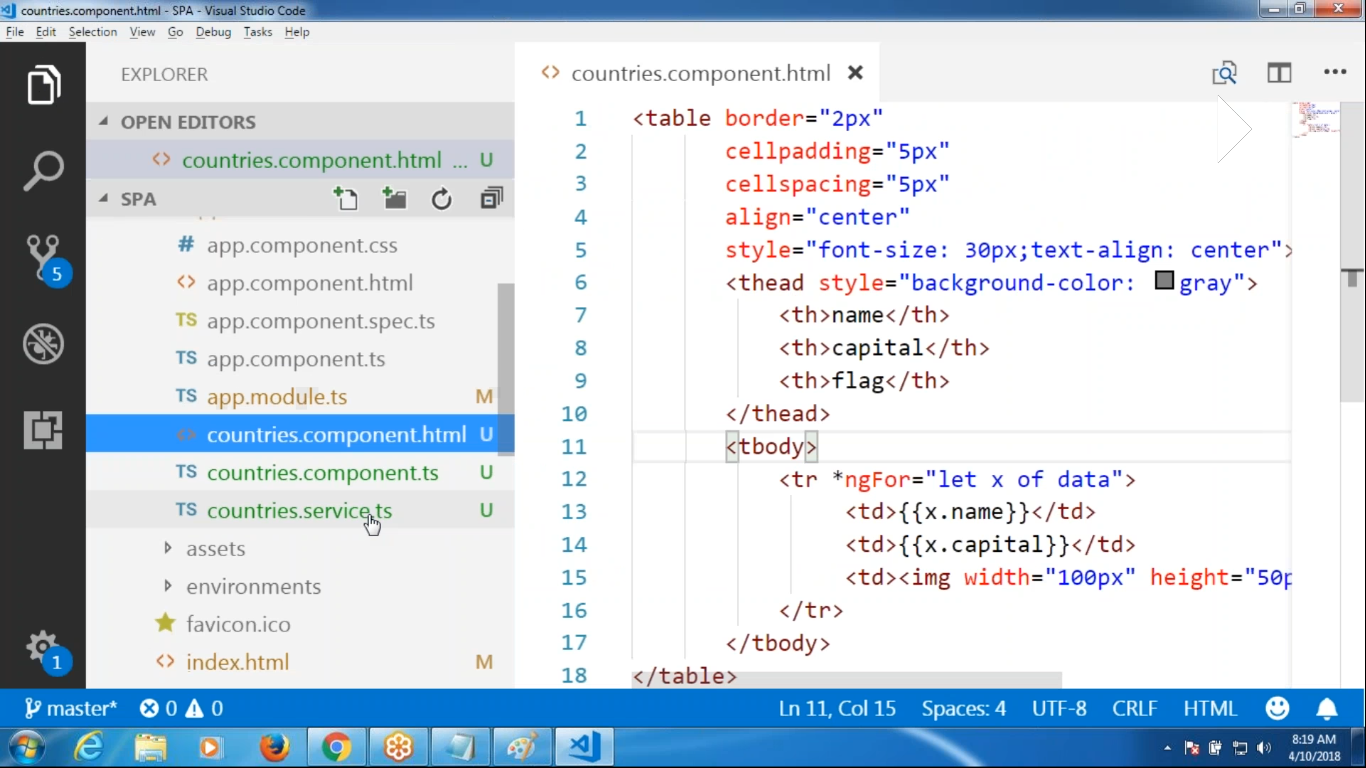 countries.component.html - SPA - Visual Studio Code
File Edit Selection View Go Debug Tasks Help
EXPLORER
OPEN EDITORS
countries.component.html ... U
SPA
# app.component.css
<> app.component.html
TS app.component.spec.ts
TS app.component.ts
TS app.module.ts M
<> countries.component.html U
TS countries.component.ts U
TS countries.service.ts U
assets
environments
favicon.ico
<> index.html M
5
1
<> countries.component.html
1 <table border="2px"
2 cellpadding="5px"
3 cellspacing="5px"
4 align="center"
5 style="font-size: 30px;text-align: center">
6 <thead style="background-color: gray">
7 <th>name</th>
8 <th>capital</th>
9 <th>flag</th>
10 </thead>
11 <tbody>
12 <tr *ngFor="let x of data">
13 <td>{{x.name}}</td>
14 <td>{{x.capital}}</td>
15 <td><img width="100px" height="50p
16 </tr>
17 </tbody>
18 </table>
master* 0 0 Ln 11, Col 15 Spaces: 4 UTF-8 CRLF HTML
8:19 AM
4/10/2018